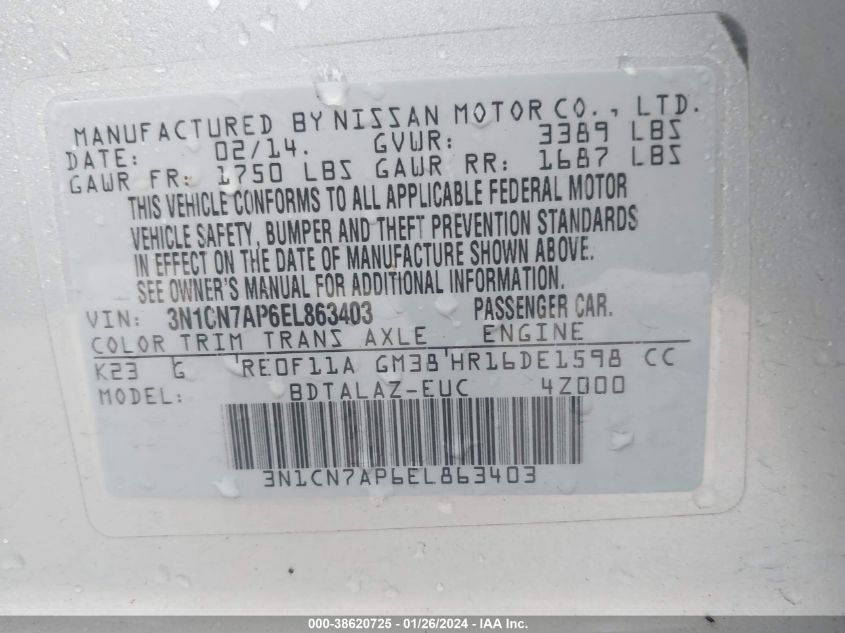 MANUFACTURED BY NISSAN MOTOR CO., LTD.
DATE: 02/14. GVWR: 3389 LBS
GAWR FR: 1750 LBS GAWR RR: 1687 LBS
THIS VEHICLE CONFORMS TO ALL APPLICABLE FEDERAL MOTOR
VEHICLE SAFETY, BUMPER AND THEFT PREVENTION STANDARDS
IN EFFECT ON THE DATE OF MANUFACTURE SHOWN ABOVE.
SEE OWNER'S MANUAL FOR ADDITIONAL INFORMATION.
VIN: 3N1CN7AP6EL863403 PASSENGER CAR.
COLOR TRIM TRANS AXLE ENGINE
K23 G RE0F11A GM38 HR16DE1598 CC
MODEL: BDTALAZ-EUC 4Z000
3N1CN7AP6EL863403
000-38620725 - 01/26/2024 - IAA Inc.